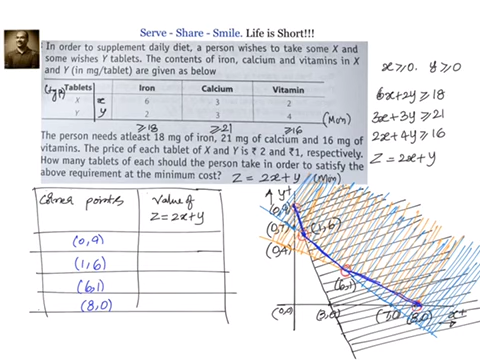 Serve - Share - Smile. Life is Short!!!
In order to supplement daily diet, a person wishes to take some X and
some wishes Y tablets. The contents of iron, calcium and vitamins in X
and Y (in mg/tablet) are given as below
Tablets Iron Calcium Vitamin
X x 6 3 2
Y y 2 3 4 (Min)
≥18 ≥21 ≥16
The person needs atleast 18 mg of iron, 21 mg of calcium and 16 mg of
vitamins. The price of each tablet of X and Y is ₹ 2 and ₹1, respectively.
How many tablets of each should the person take in order to satisfy the
above requirement at the minimum cost? Z = 2x+y (Min)
x≥0. y≥0
6x+2y≥18
3x+3y≥21
2x+4y≥16
Z = 2x+y
Corner points Value of
Z=2x+y
(0,9)
(1,6)
(6,1)
(8,0)
y↑
(0,9)
(0,7) (1,6)
(0,4)
(6,1)
(0,0) (3,0) (7,0) (8,0) x→